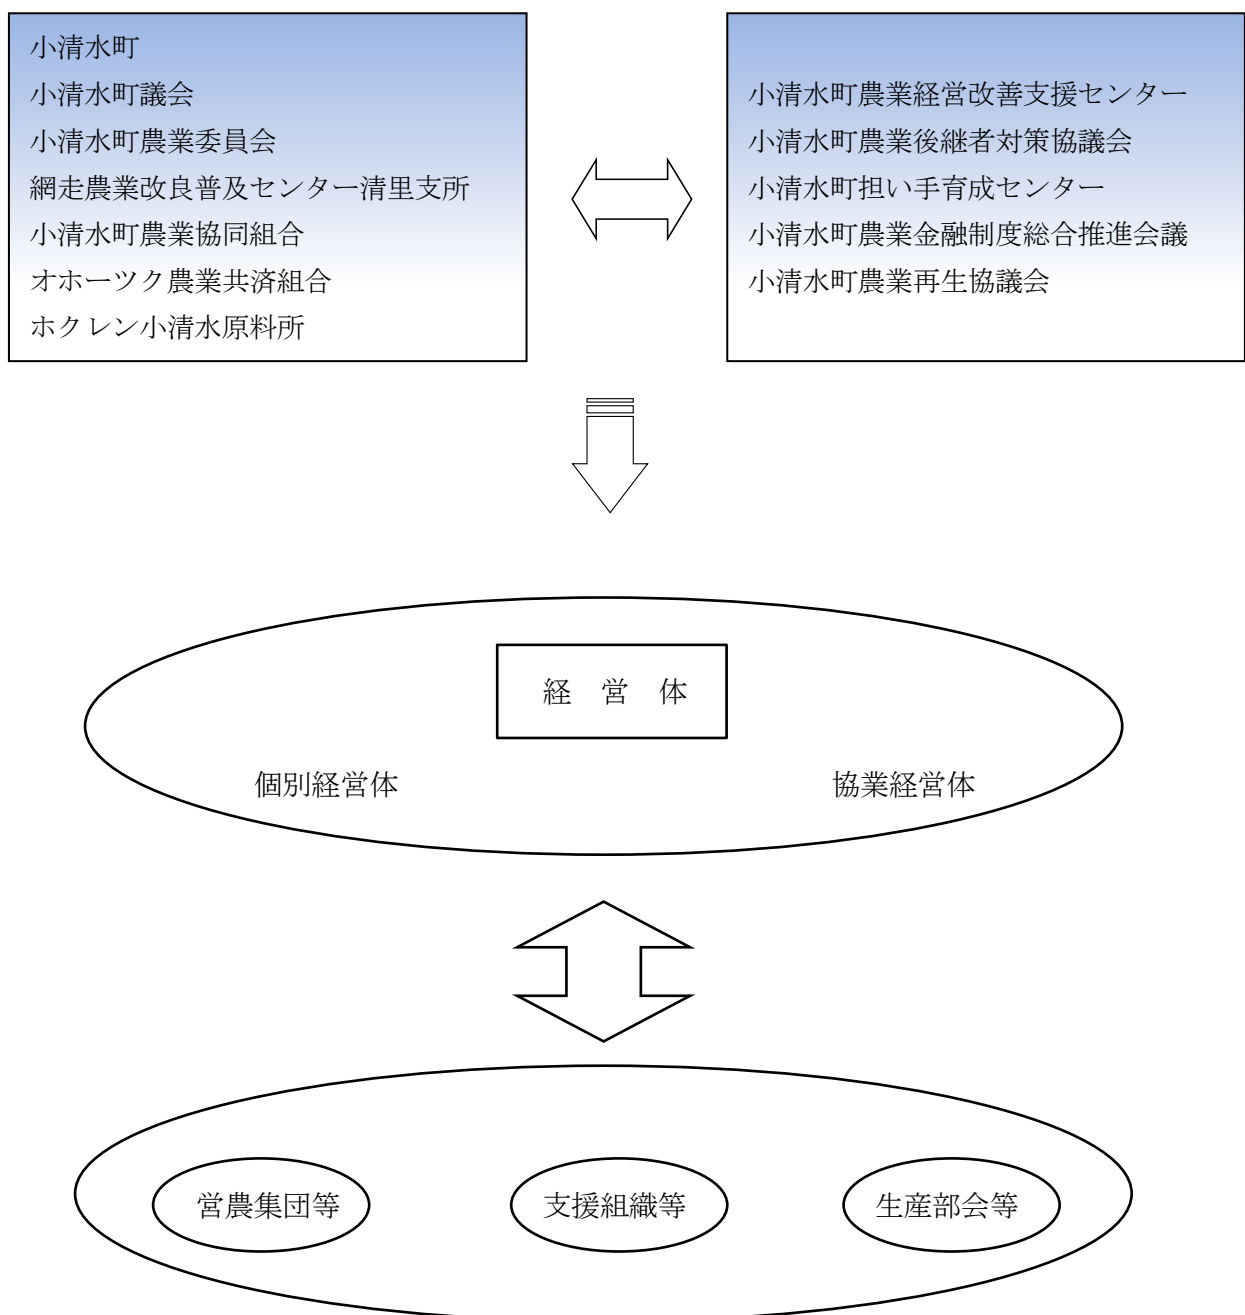 小清水町
小清水町議会
小清水町農業委員会
網走農業改良普及センター清里支所
小清水町農業協同組合
オホーツク農業共済組合
ホクレン小清水原料所
小清水町農業経営改善支援センター
小清水町農業後継者対策協議会
小清水町担い手育成センター
小清水町農業金融制度総合推進会議
小清水町農業再生協議会
経　営　体
個別経営体
協業経営体
営農集団等
支援組織等
生産部会等